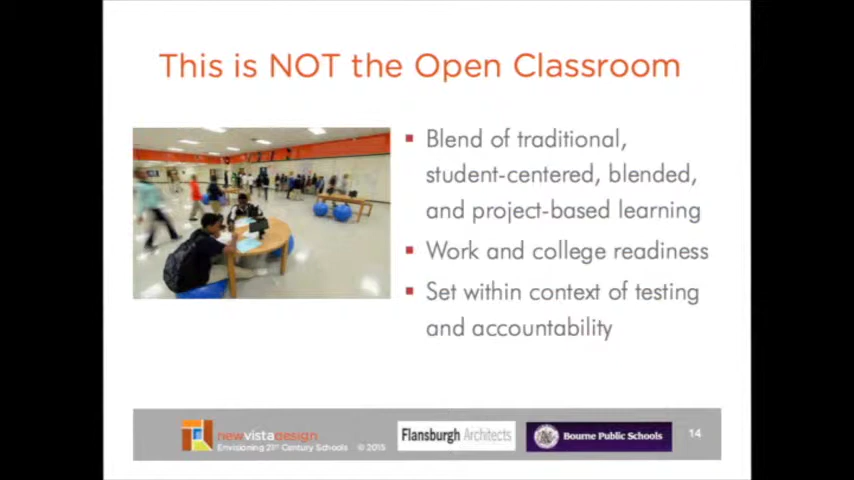 This is NOT the Open Classroom
▪ Blend of traditional,
student-centered, blended,
and project-based learning
▪ Work and college readiness
▪ Set within context of testing
and accountability
newvistadesign
Envisioning 21st Century Schools © 2015
Flansburgh Architects
Bourne Public Schools
14